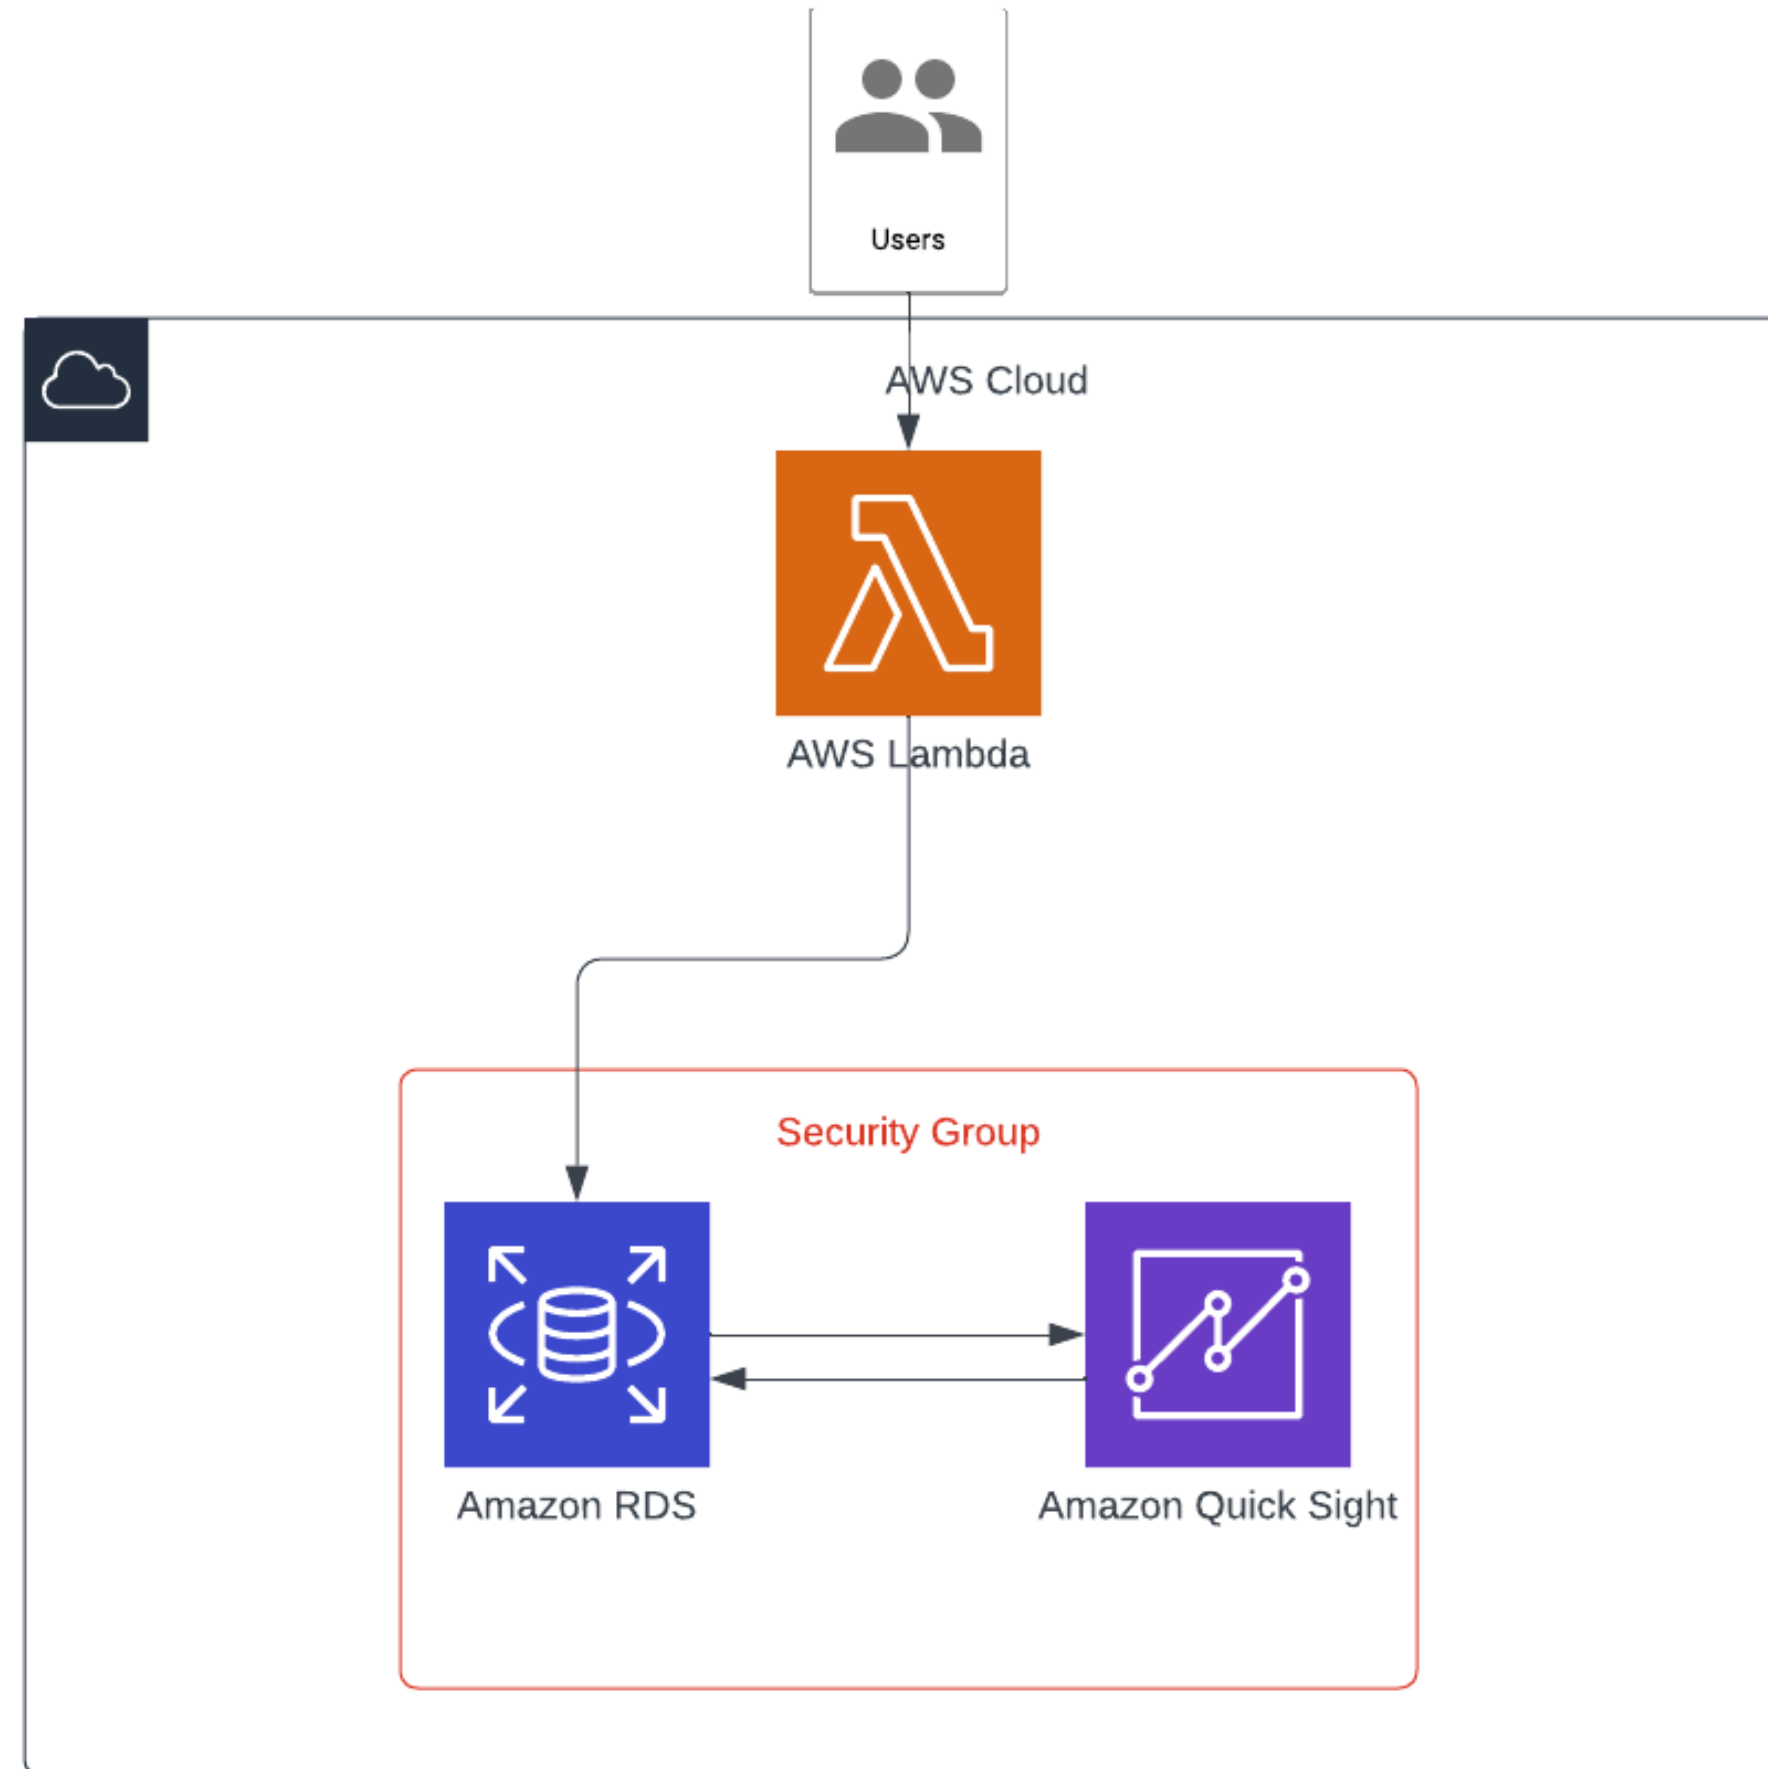 Users
AWS Cloud
AWS Lambda
Security Group
Amazon RDS
Amazon Quick Sight